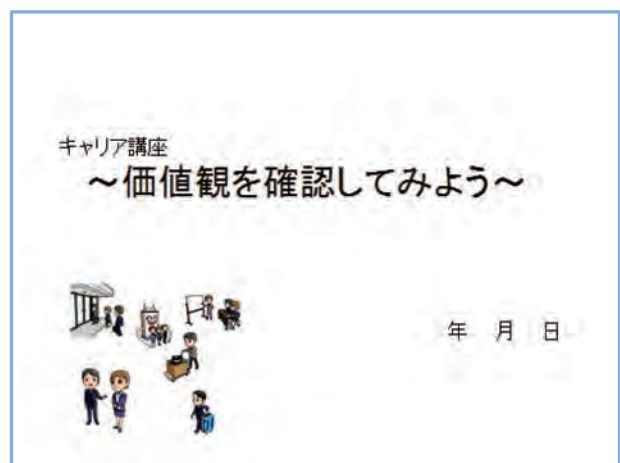 キャリア講座
～価値観を確認してみよう～
年 月 日